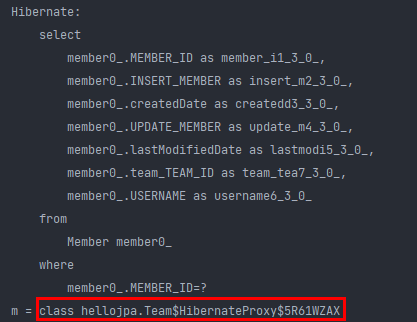 Hibernate:
select
member0_.MEMBER_ID as member_i1_3_0_,
member0_.INSERT_MEMBER as insert_m2_3_0_,
member0_.createdDate as createdd3_3_0_,
member0_.UPDATE_MEMBER as update_m4_3_0_,
member0_.lastModifiedDate as lastmodi5_3_0_,
member0_.team_TEAM_ID as team_tea7_3_0_,
member0_.USERNAME as username6_3_0_
from
Member member0_
where
member0_.MEMBER_ID=?
m = class hellojpa.Team$HibernateProxy$5R61WZAX